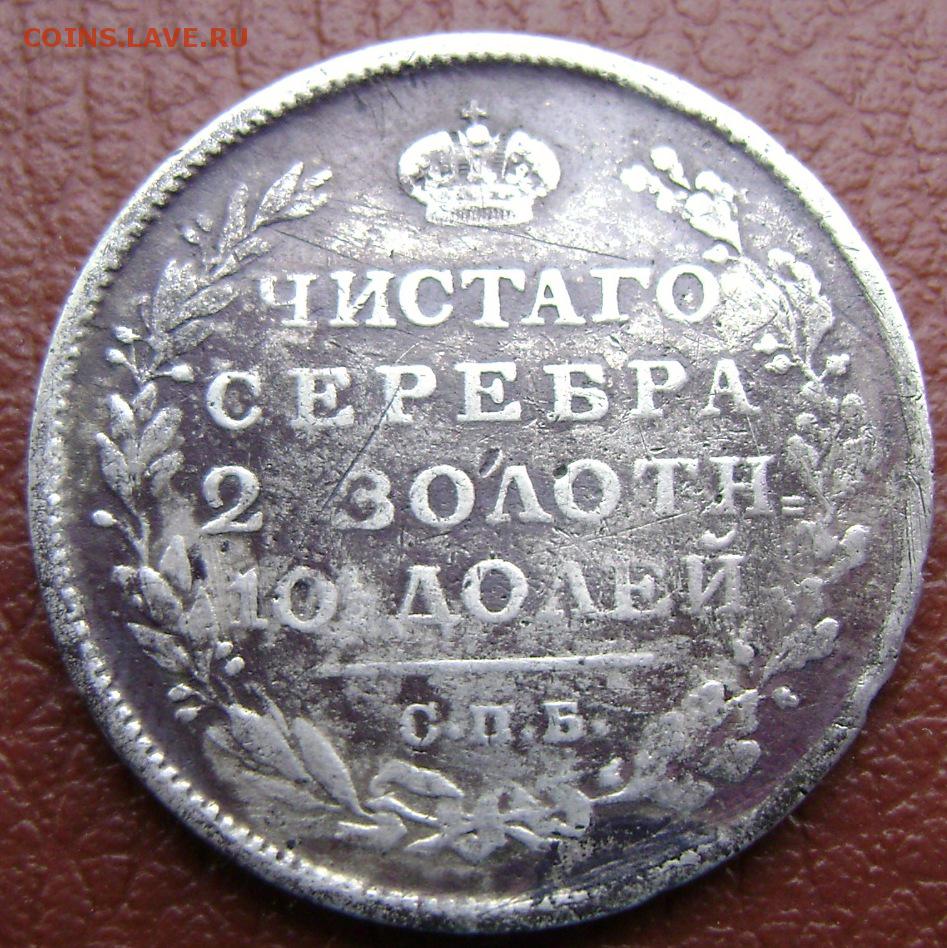 COINS.LAVE.RU
ЧИСТАГО
СЕРЕБРА
2 ЗОЛОТН=
10 ДОЛЕЙ
С.П.Б.